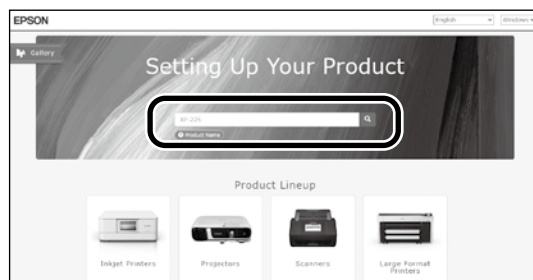 EPSON
English
Windows
Gallery
Setting Up Your Product
XP-225
Product Name
Product Lineup
Inkjet Printers
Projectors
Scanners
Large Format
Printers